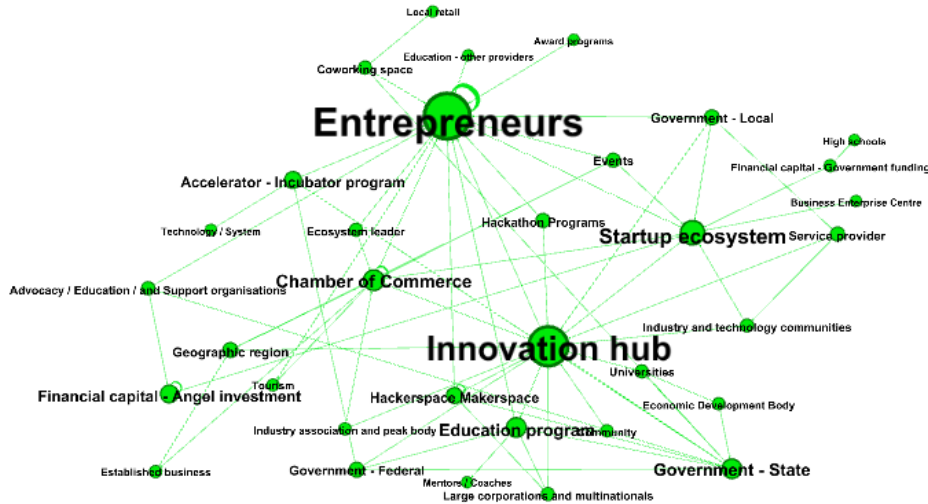 Local retail
Award programs
Education - other providers
Coworking space
Entrepreneurs
Government - Local
High schools
Events
Financial capital - Government funding
Accelerator - Incubator program
Business Enterprise Centre
Hackathon Programs
Technology / System
Ecosystem leader
Startup ecosystem
Service provider
Chamber of Commerce
Advocacy / Education / and Support organisations
Industry and technology communities
Geographic region
Innovation hub
Universities
Tourism
Financial capital - Angel investment
Hackerspace Makerspace
Economic Development Body
Industry association and peak body
Education program
Community
Established business
Government - Federal
Government - State
Mentors / Coaches
Large corporations and multinationals